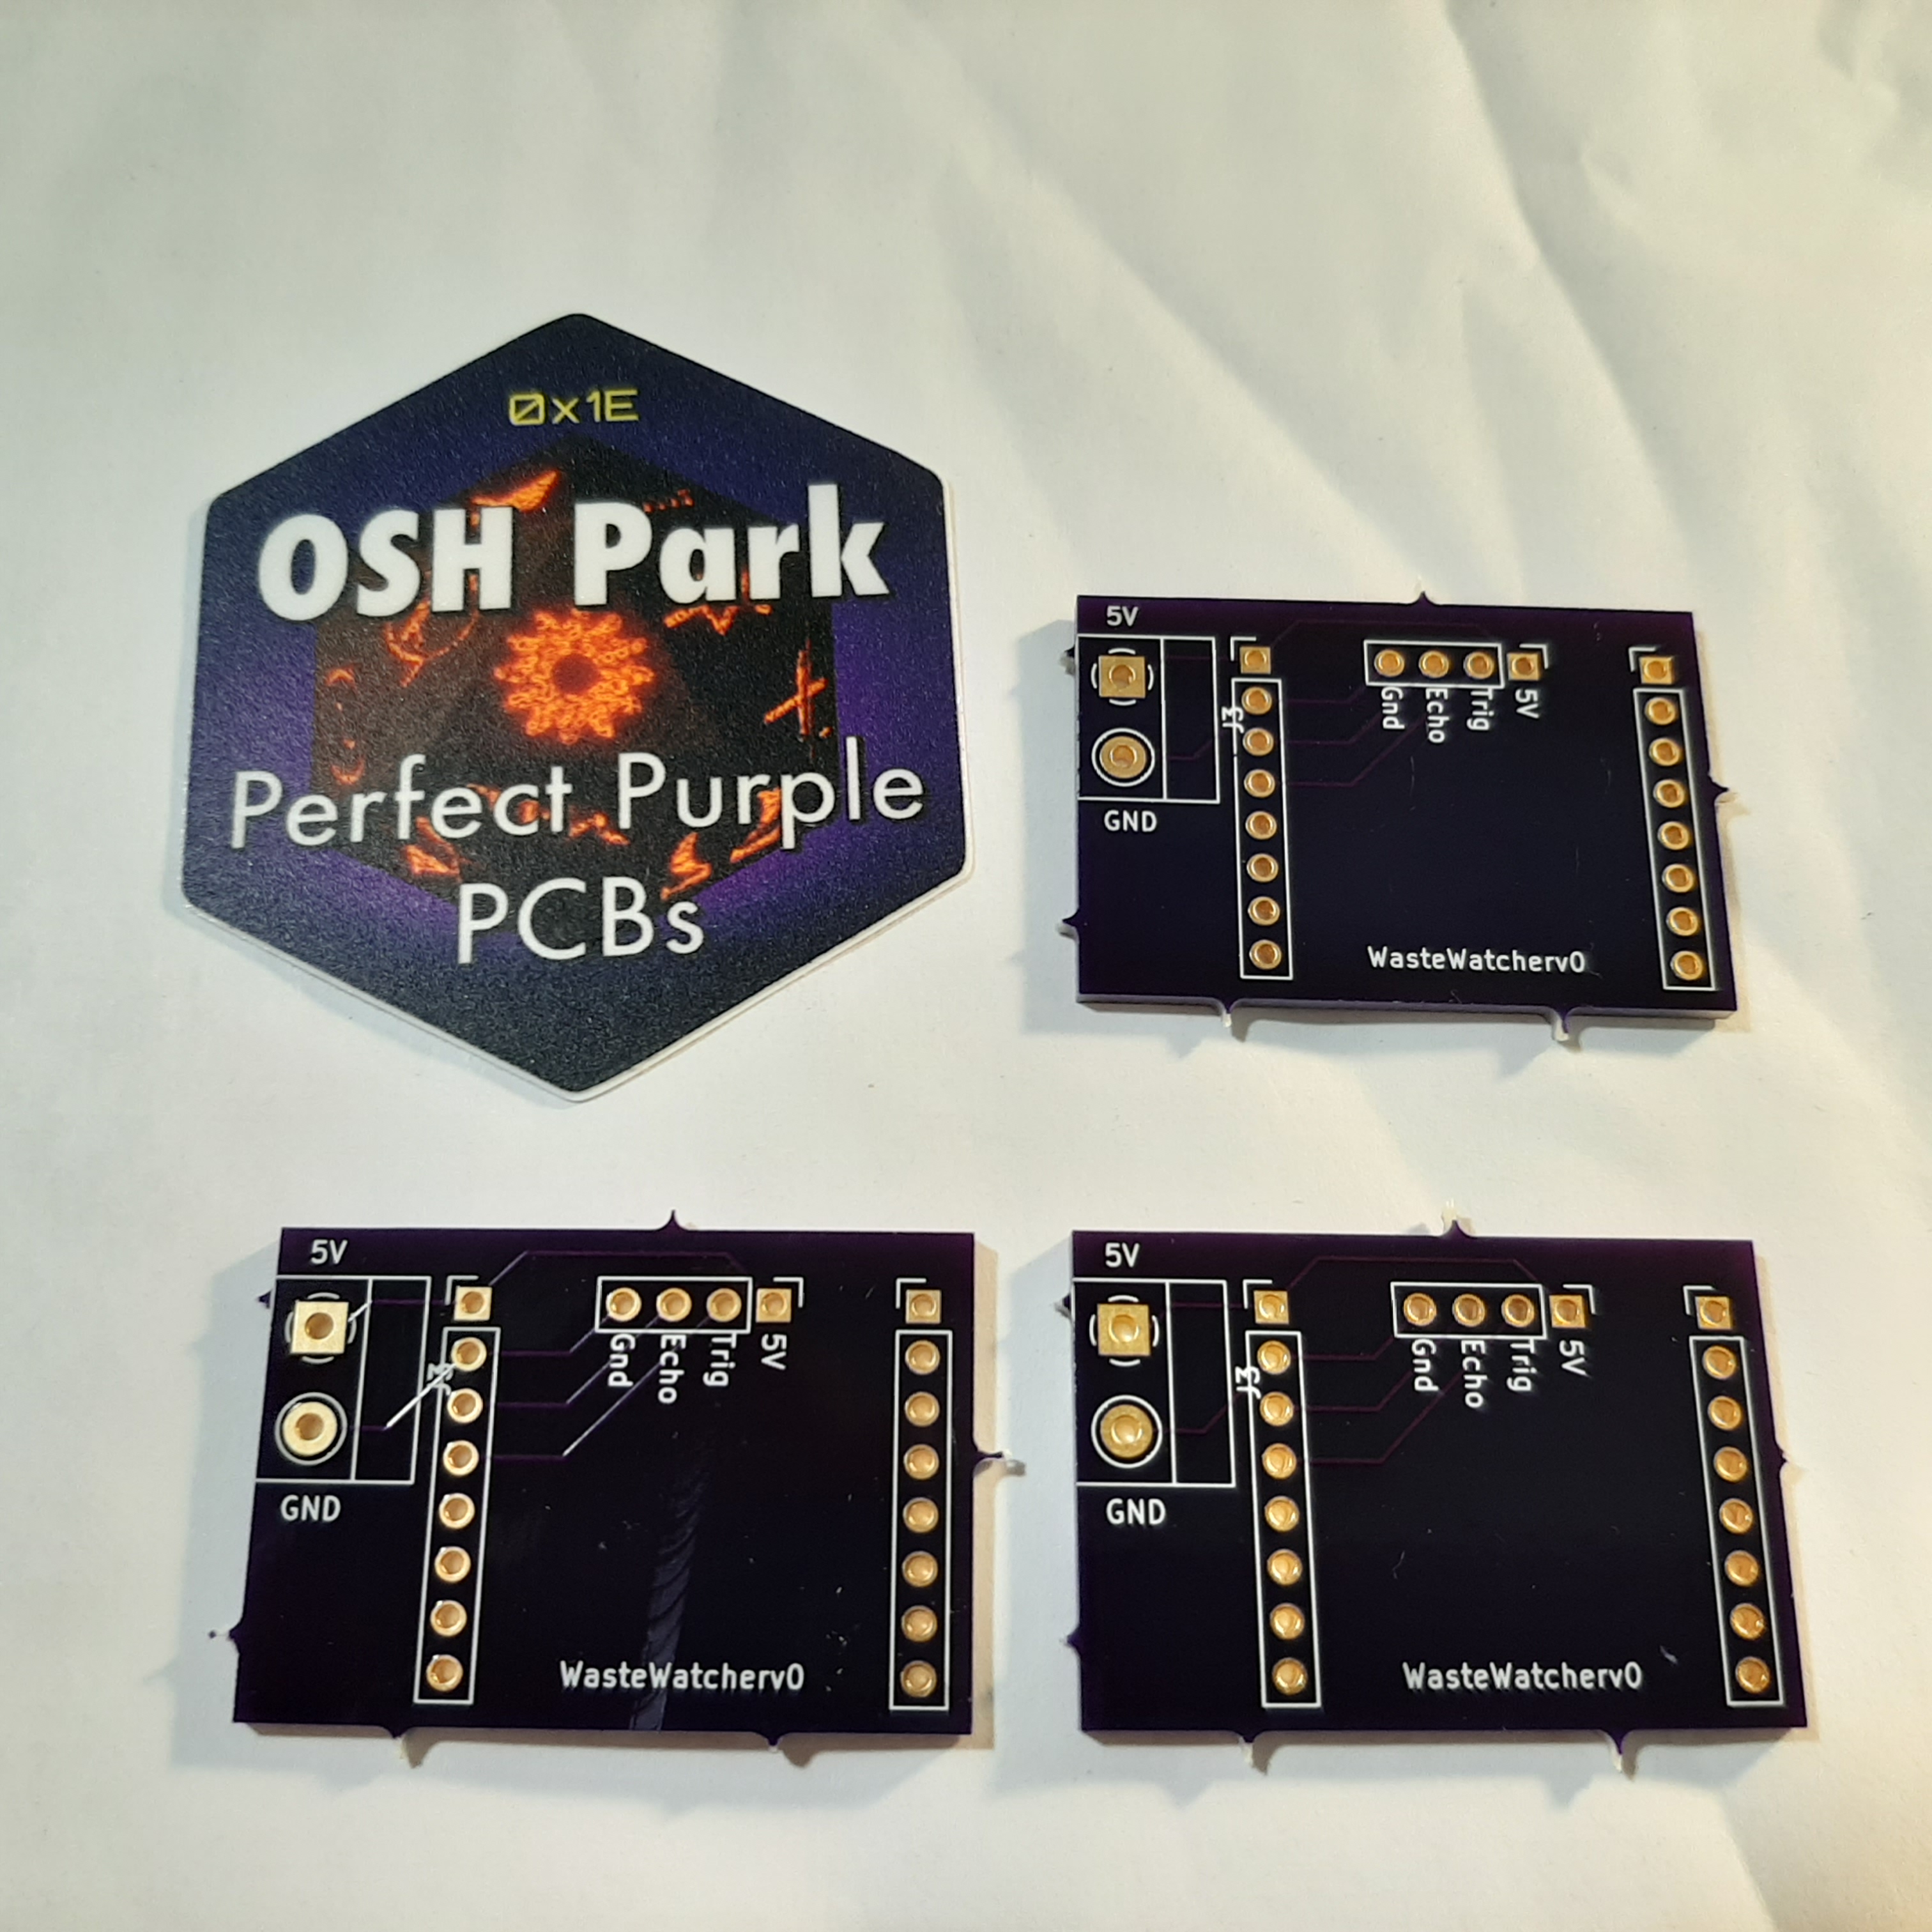 0x1E
OSH Park
Perfect Purple
PCBs
5V
GND
J3
Gnd
Echo
Trig
5V
WasteWatcherv0
5V
GND
J3
Gnd
Echo
Trig
5V
WasteWatcherv0
5V
GND
J3
Gnd
Echo
Trig
5V
WasteWatcherv0